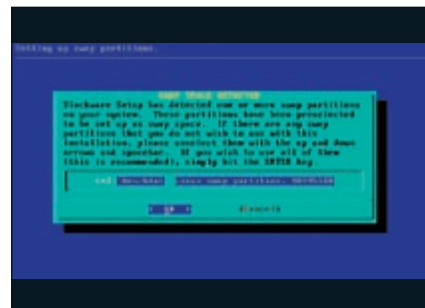 Setting up swap partitions.
SWAP SPACE DETECTED
Slackware Setup has detected one or more swap partitions
on your system. These partitions have been preselected
to be set up as swap space. If there are any swap
partitions that you do not wish to use with this
installation, please unselect them with the up and down
arrows and spacebar. If you wish to use all of them
(this is recommended), simply hit the ENTER key.
Linux swap partition,
< OK > <Cancel>